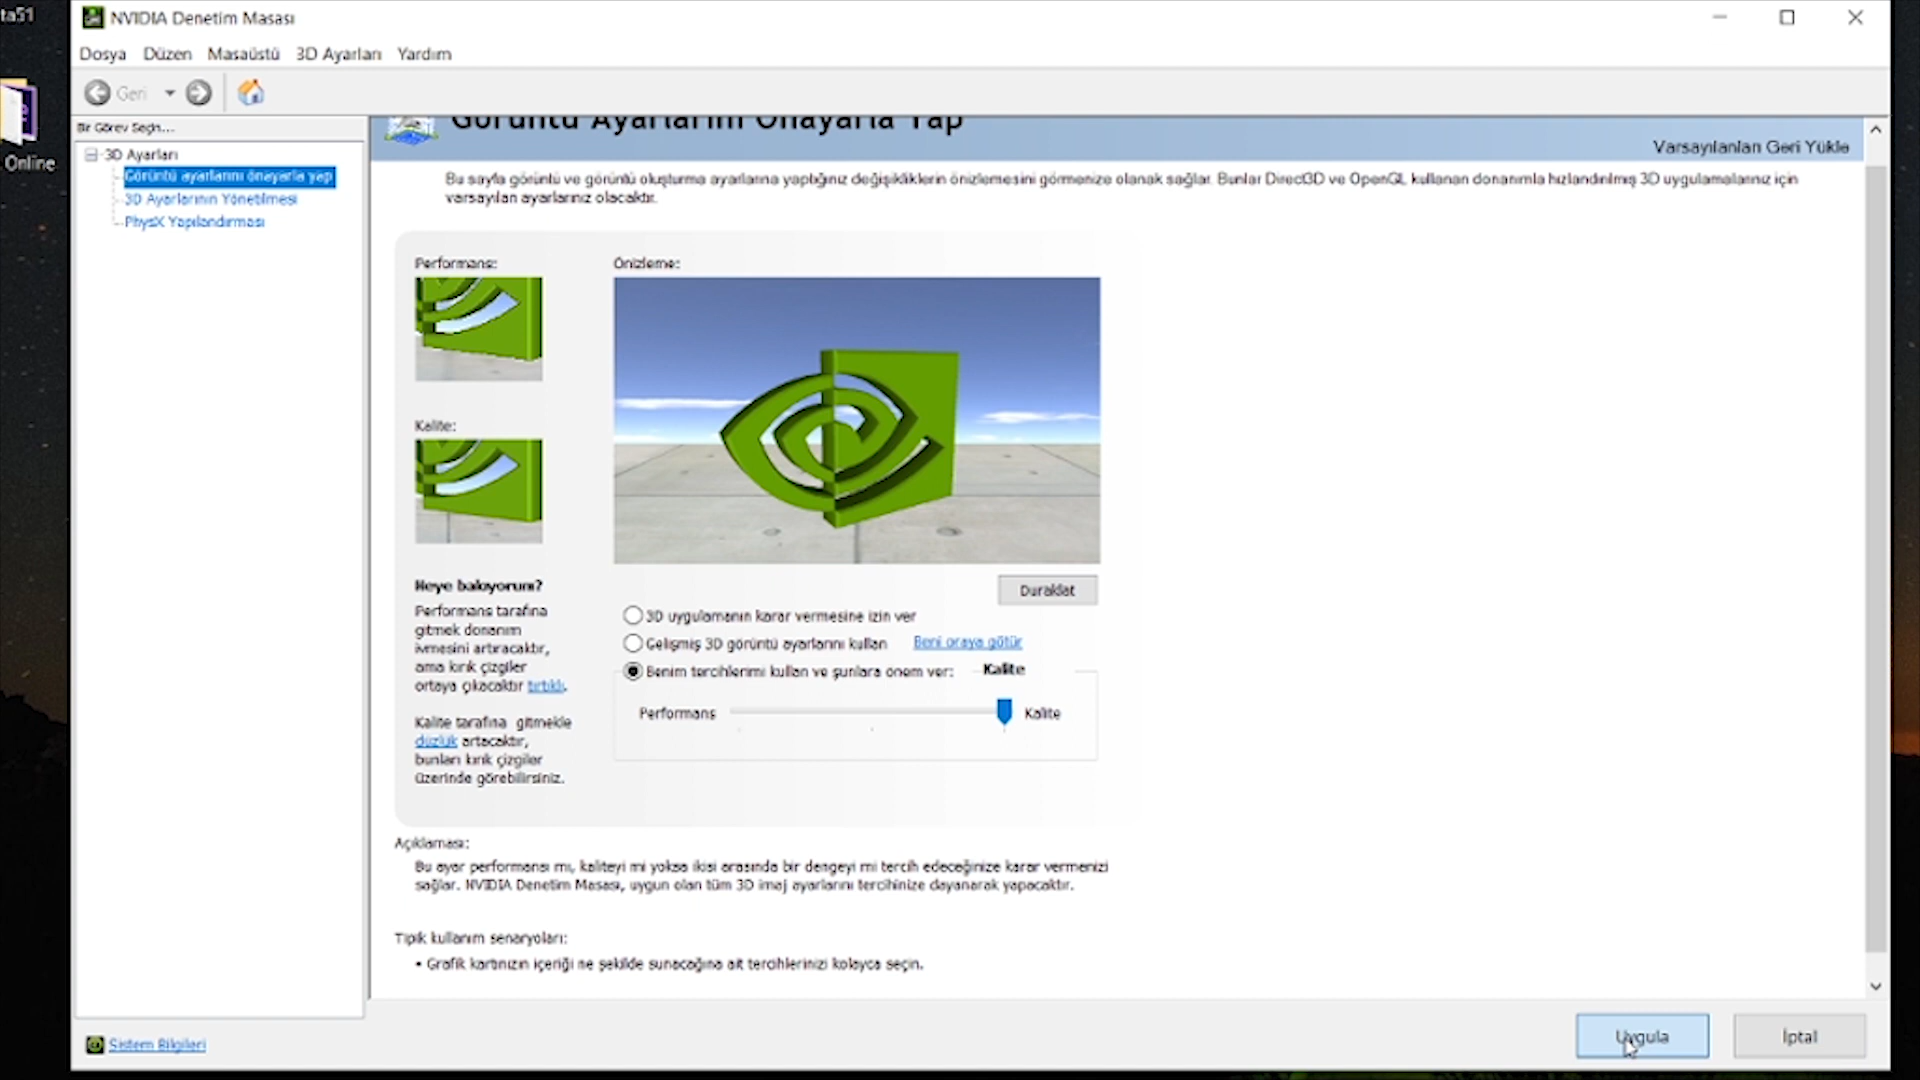 ta51
NVIDIA Denetim Masası
Dosya Düzen Masaüstü 3D Ayarları Yardım
Geri
Online
Bir Görev Seçin...
3D Ayarları
Görüntü ayarlarını önayarla yap
3D Ayarlarının Yönetilmesi
PhysX Yapılandırması
Görüntü Ayarlarını Önayarla Yap
Varsayılanları Geri Yükle
Bu sayfa görüntü ve görüntü oluşturma ayarlarına yaptığınız değişikliklerin önizlemesini görmenize olanak sağlar. Bunlar Direct3D ve OpenGL kullanan donanımla hızlandırılmış 3D uygulamalarınız için
varsayılan ayarlarınız olacaktır.
Performans:
Önizleme:
Kalite:
Neye bakıyorum?
Performans tarafına
gitmek donanım
ivmesini artıracaktır,
ama kırık çizgiler
ortaya çıkacaktır tırtıklı.
Kalite tarafına gitmekle
düzlük artacaktır,
bunları kırık çizgiler
üzerinde görebilirsiniz.
Duraklat
3D uygulamanın karar vermesine izin ver
Gelişmiş 3D görüntü ayarlarını kullan Beni oraya götür
Benim tercihlerimi kullan ve şunlara önem ver: Kalite
Performans Kalite
Açıklaması:
Bu ayar performansı mı, kaliteyi mi yoksa ikisi arasında bir dengeyi mi tercih edeceğinize karar vermenizi
sağlar. NVIDIA Denetim Masası, uygun olan tüm 3D imaj ayarlarını tercihinize dayanarak yapacaktır.
Tipik kullanım senaryoları:
• Grafik kartınızın içeriği ne şekilde sunacağına ait tercihlerinizi kolayca seçin.
Sistem Bilgileri
Uygula
İptal